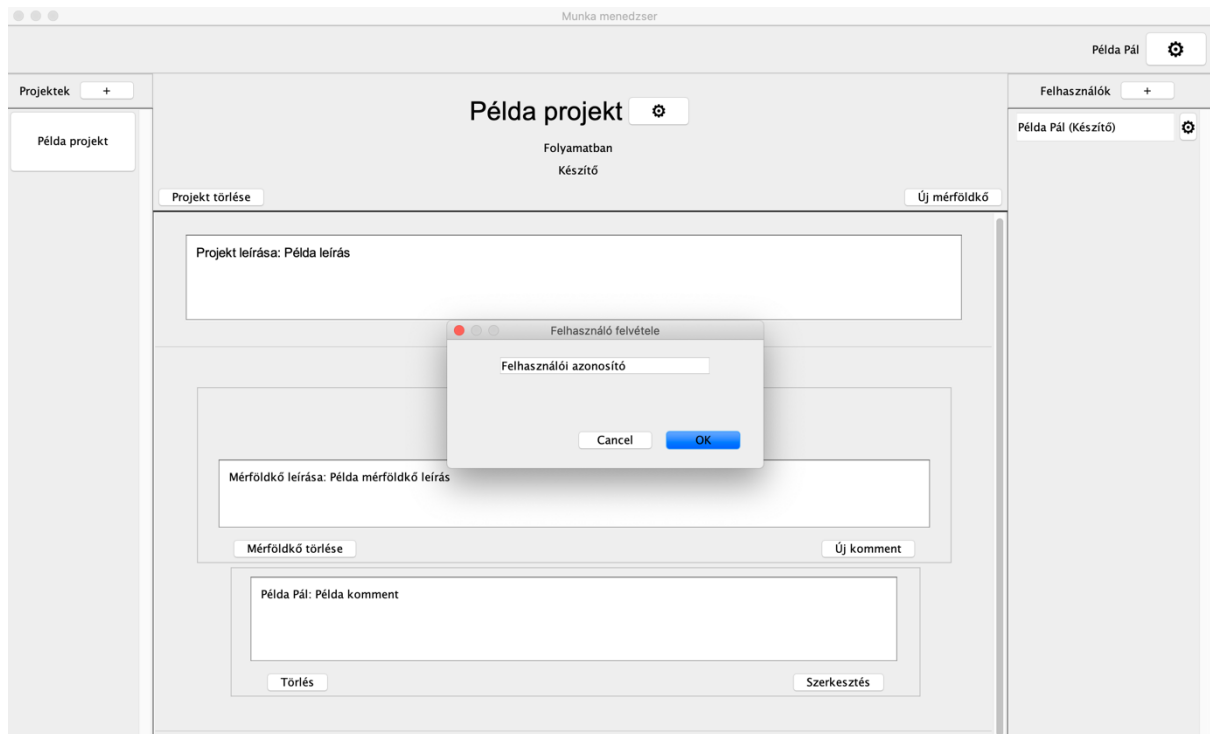 Munka menedzser
Példa Pál
Projektek +
Példa projekt
Példa projekt
Folyamatban
Készítő
Projekt törlése
Új mérföldkő
Felhasználók +
Példa Pál (Készítő)
Projekt leírása: Példa leírás
Felhasználó felvétele
Felhasználói azonosító
Cancel
OK
Mérföldkő leírása: Példa mérföldkő leírás
Mérföldkő törlése
Új komment
Példa Pál: Példa komment
Törlés
Szerkesztés